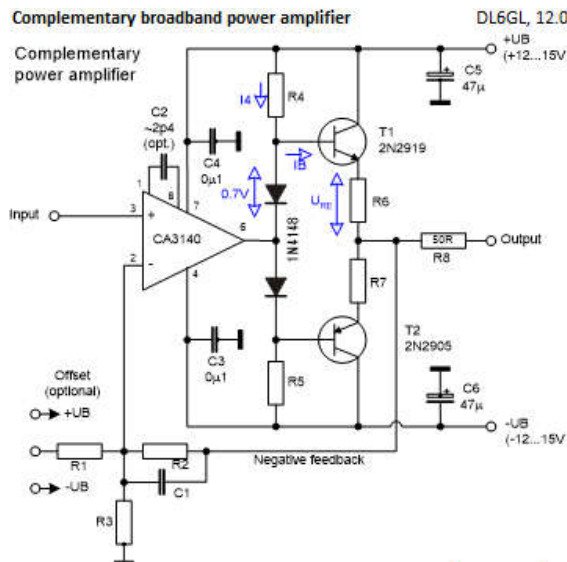 Complementary broadband power amplifier
DL6GL, 12.0
Complementary
power amplifier
+UB
(+12...15V
C5
47µ
I4
R4
C2
~2p4
(opt.)
C4
0µ1
T1
2N2919
IB
1
8
7
0.7V
URE
R6
Input
3
+
CA3140
6
1N4148
50R
Output
R8
2
-
4
R7
T2
2N2905
C3
0µ1
R5
C6
47µ
Offset
(optional)
+UB
-UB
(-12...15V
R1
R2
Negative feedback
-UB
C1
R3